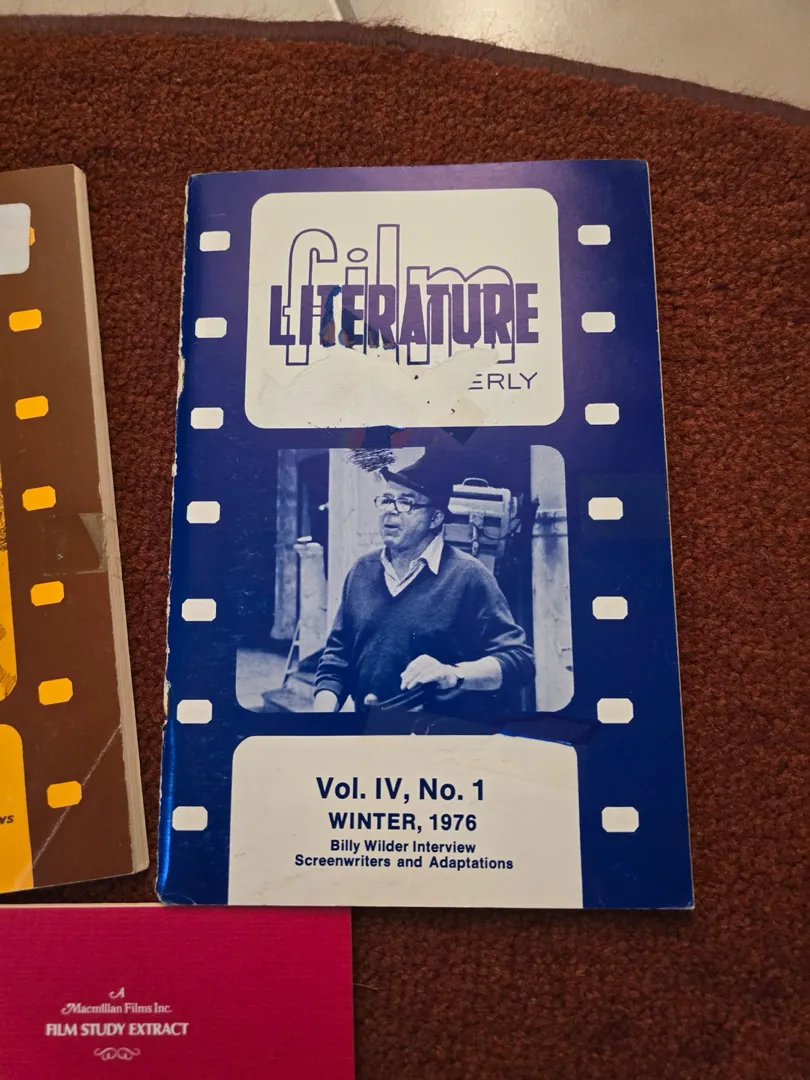 film
LITERATURE
ERLY
Vol. IV, No. 1
WINTER, 1976
Billy Wilder Interview
Screenwriters and Adaptations
A
Macmillan Films Inc.
FILM STUDY EXTRACT